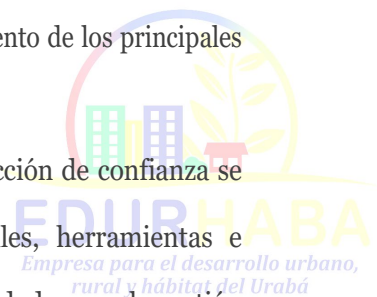 ento de los principales
cción de confianza se
EDURHABA
les, herramientas e
Empresa para el desarrollo urbano,
rural y hábitat del Urabá